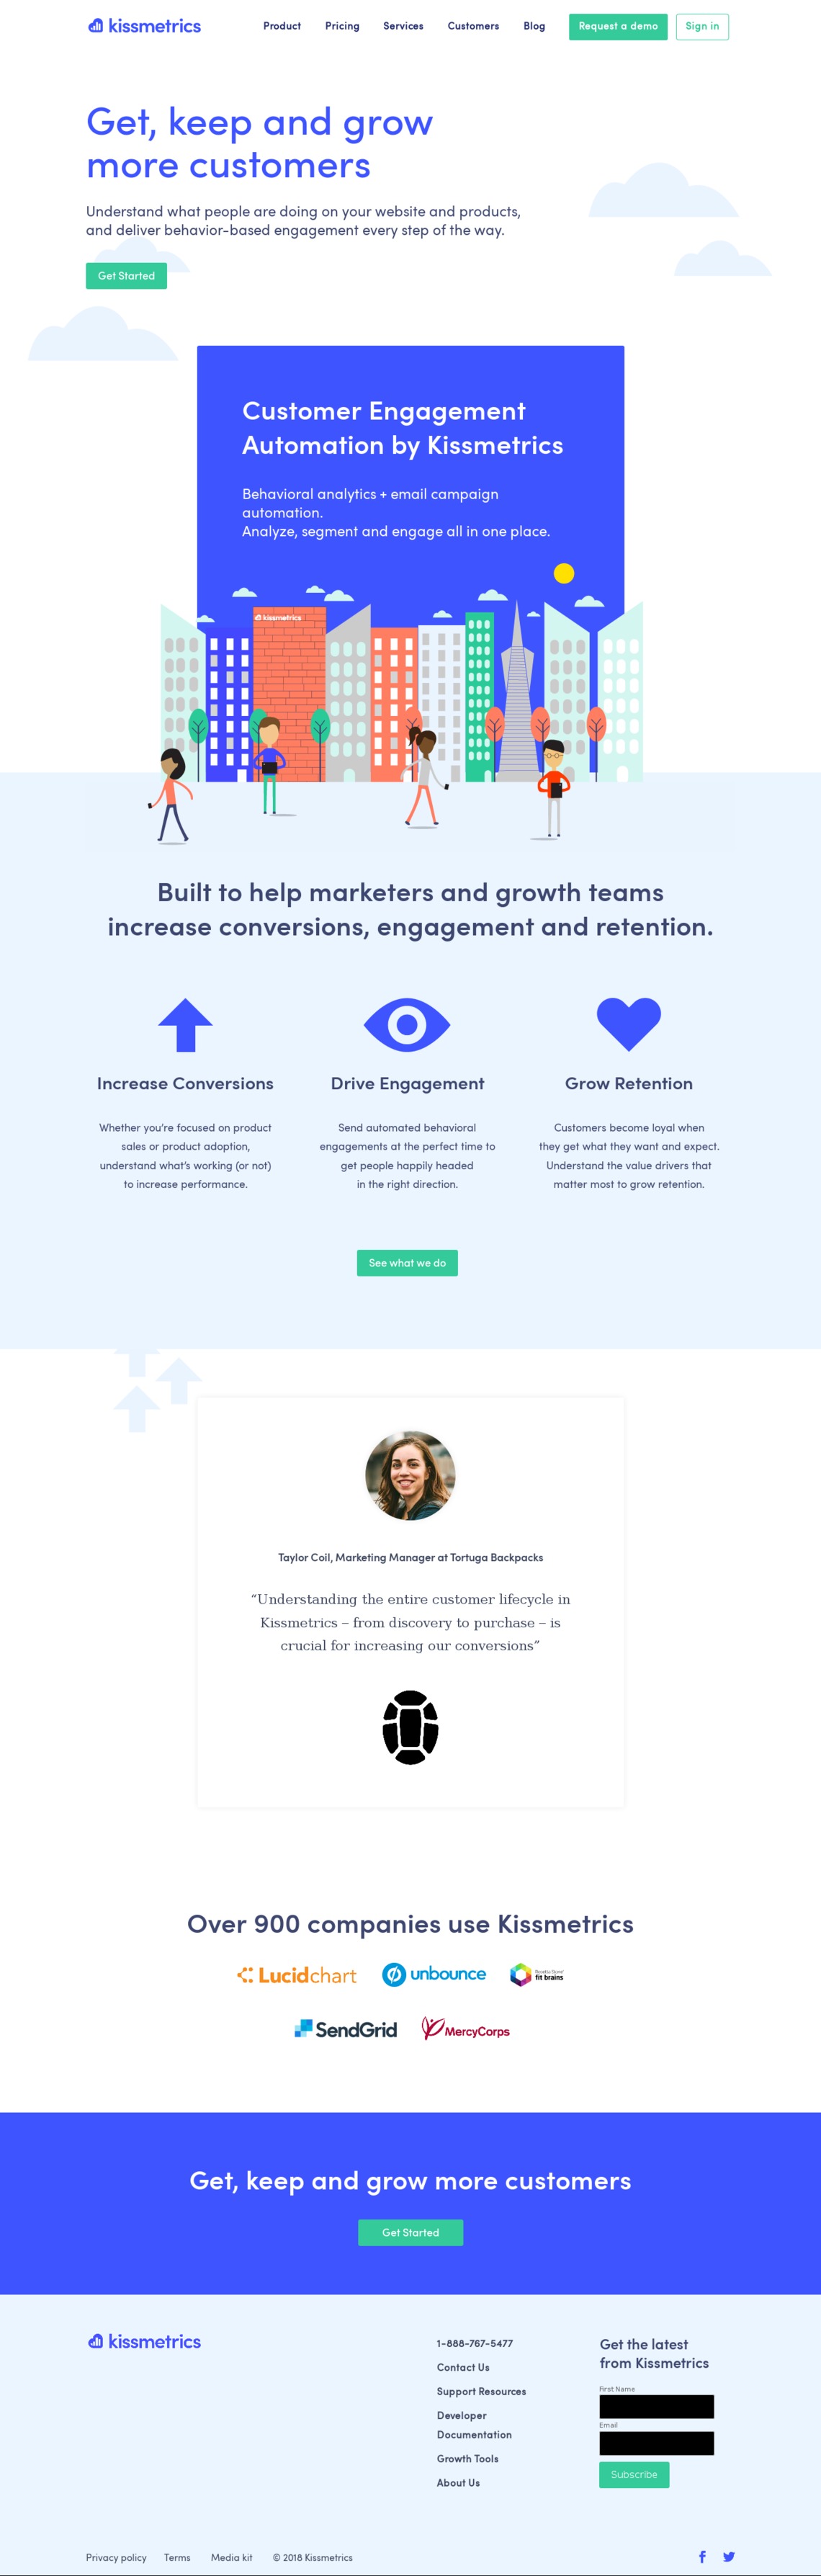 kissmetrics
Product Pricing Services Customers Blog Request a demo Sign in
Get, keep and grow
more customers
Understand what people are doing on your website and products,
and deliver behavior-based engagement every step of the way.
Get Started
Customer Engagement
Automation by Kissmetrics
Behavioral analytics + email campaign
automation.
Analyze, segment and engage all in one place.
kissmetrics
Built to help marketers and growth teams
increase conversions, engagement and retention.
Increase Conversions
Whether you’re focused on product
sales or product adoption,
understand what’s working (or not)
to increase performance.
Drive Engagement
Send automated behavioral
engagements at the perfect time to
get people happily headed
in the right direction.
Grow Retention
Customers become loyal when
they get what they want and expect.
Understand the value drivers that
matter most to grow retention.
See what we do
Taylor Coil, Marketing Manager at Tortuga Backpacks
“Understanding the entire customer lifecycle in
Kissmetrics – from discovery to purchase – is
crucial for increasing our conversions”
Over 900 companies use Kissmetrics
Lucidchart unbounce
Rosetta Stone
fit brains
SendGrid MercyCorps
Get, keep and grow more customers
Get Started
kissmetrics
1-888-767-5477
Contact Us
Support Resources
Developer
Documentation
Growth Tools
About Us
Get the latest
from Kissmetrics
First Name
Email
Subscribe
Privacy policy Terms Media kit © 2018 Kissmetrics